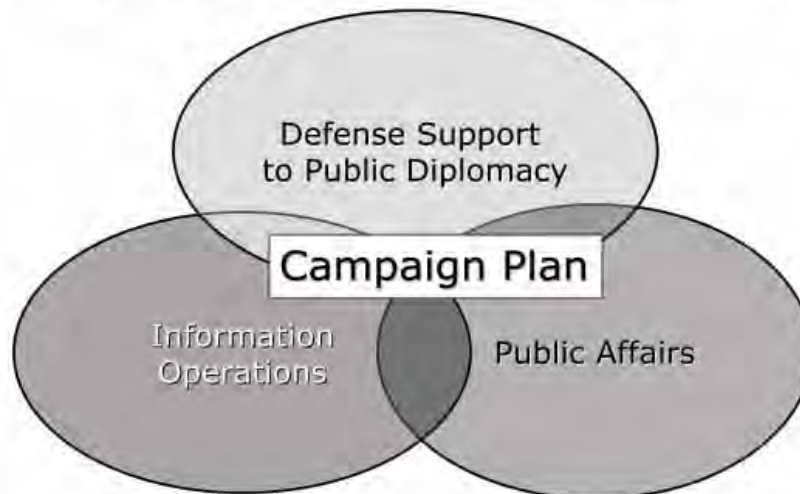 Defense Support
to Public Diplomacy
Campaign Plan
Information
Operations
Public Affairs